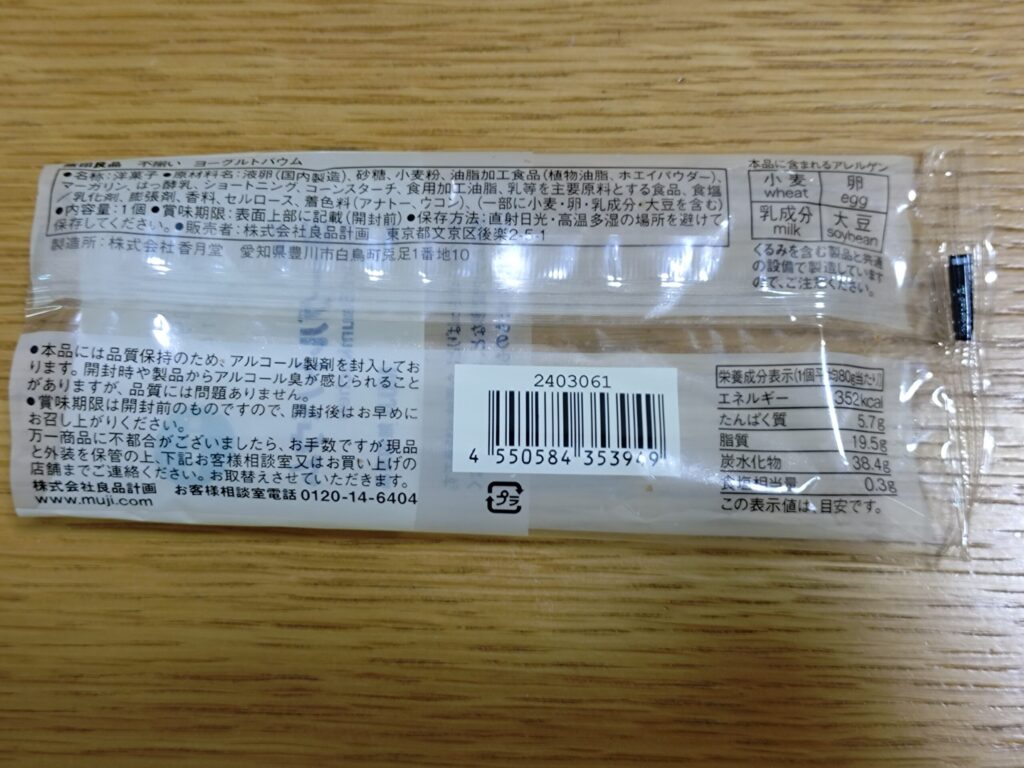 無印良品 不揃い ヨーグルトバウム
●名称:洋菓子 ●原材料名:液卵(国内製造)、砂糖、小麦粉、油脂加工食品(植物油脂、ホエイパウダー)、
マーガリン、はっ酵乳、ショートニング、コーンスターチ、食用加工油脂、乳等を主要原料とする食品、食塩
/乳化剤、膨張剤、香料、セルロース、着色料(アナトー、ウコン)、(一部に小麦・卵・乳成分・大豆を含む)
●内容量:1個 ●賞味期限:表面上部に記載(開封前) ●保存方法:直射日光・高温多湿の場所を避けて
保存してください。●販売者:株式会社良品計画 東京都文京区後楽2-5-1
製造所:株式会社香月堂 愛知県豊川市白鳥町兎足1番地10
本品に含まれるアレルゲン
小麦 卵
wheat egg
乳成分 大豆
milk soybean
くるみを含む製品と共通
の設備で製造しています
ので、ご注意ください。
●本品には品質保持のため、アルコール製剤を封入してお
ります。開封時や製品からアルコール臭が感じられること
がありますが、品質には問題ありません。
●賞味期限は開封前のものですので、開封後はお早めに
お召し上がりください。
万一商品に不都合がございましたら、お手数ですが現品
と外装を保管の上、下記お客様相談室又はお買い上げの
店舗までご連絡ください。お取替えさせていただきます。
株式会社良品計画 お客様相談室電話 0120-14-6404
www.muji.com
2403061
4 550584 353949
プラ
栄養成分表示(1個平均80g当たり)
エネルギー 352kcal
たんぱく質 5.7g
脂質 19.5g
炭水化物 38.4g
食塩相当量 0.3g
この表示値は、目安です。